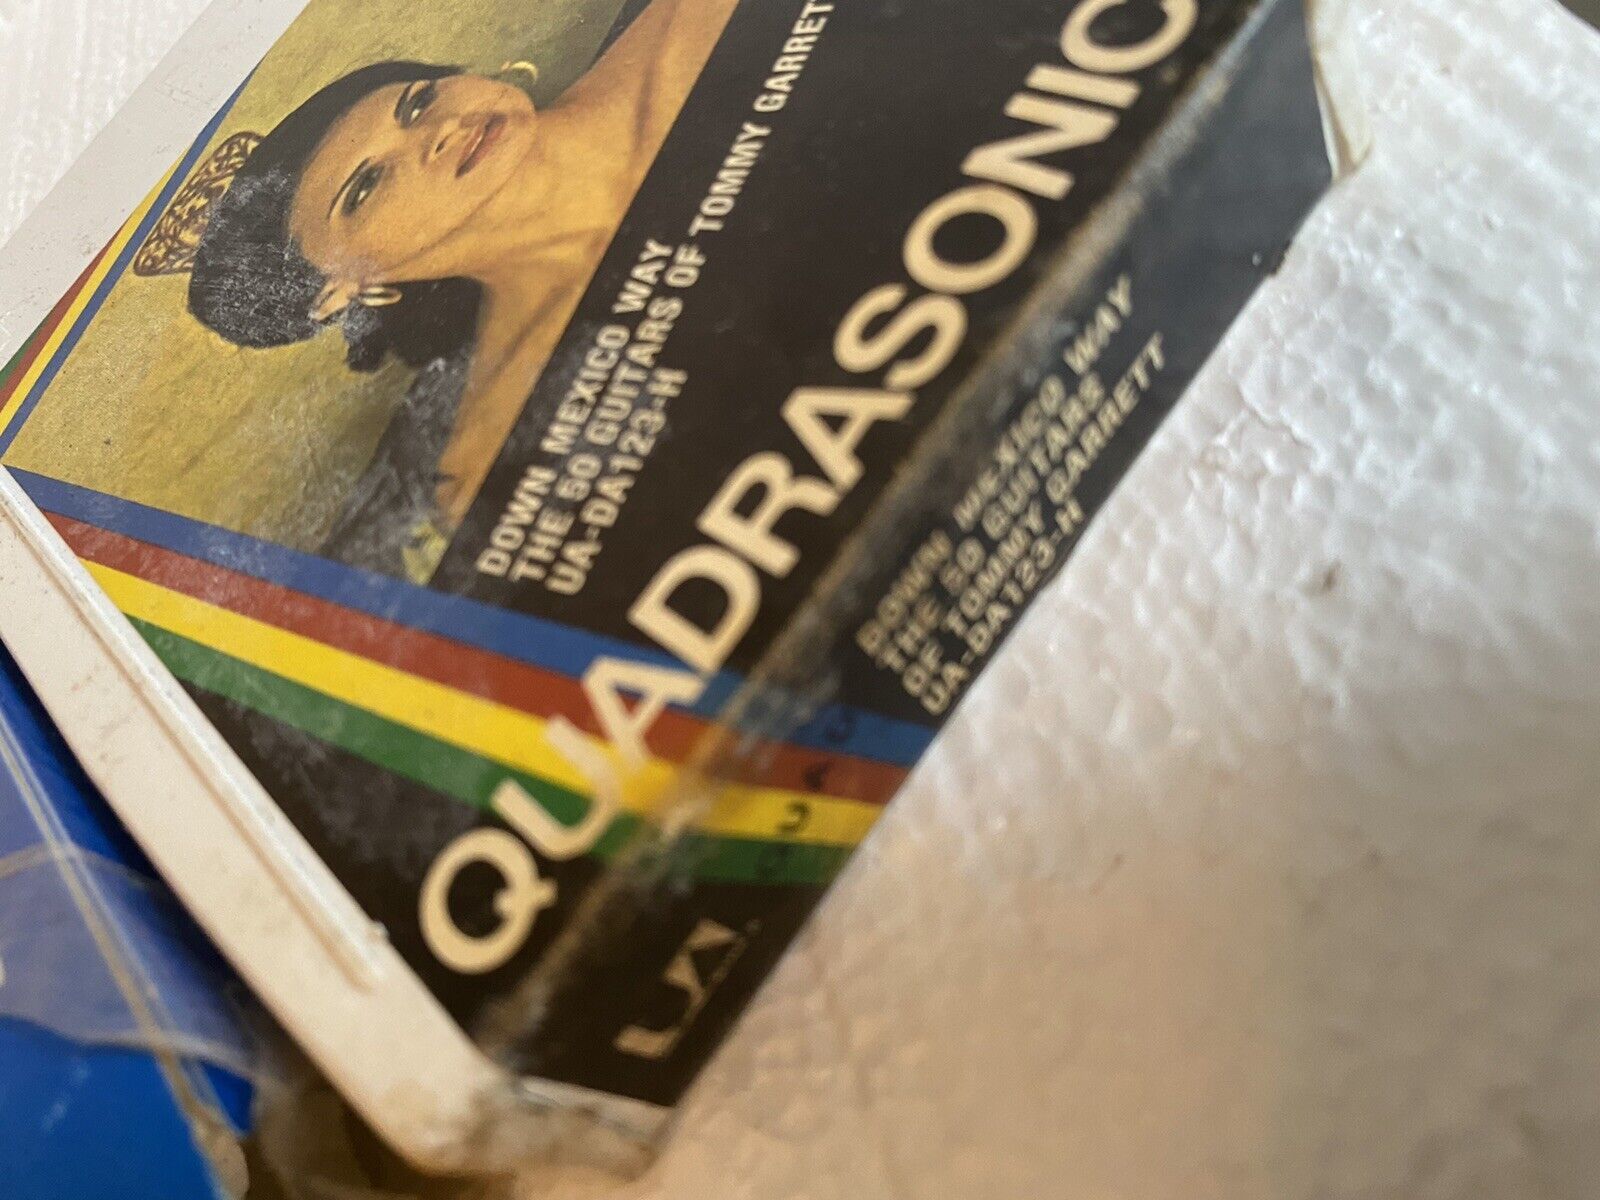 DOWN MEXICO WAY
THE 50 GUITARS OF TOMMY GARRETT
UA-DA123-H
QUADRASONIC
DOWN MEXICO WAY
THE 50 GUITARS
OF TOMMY GARRETT
UA-DA123-H
QUAD
UA